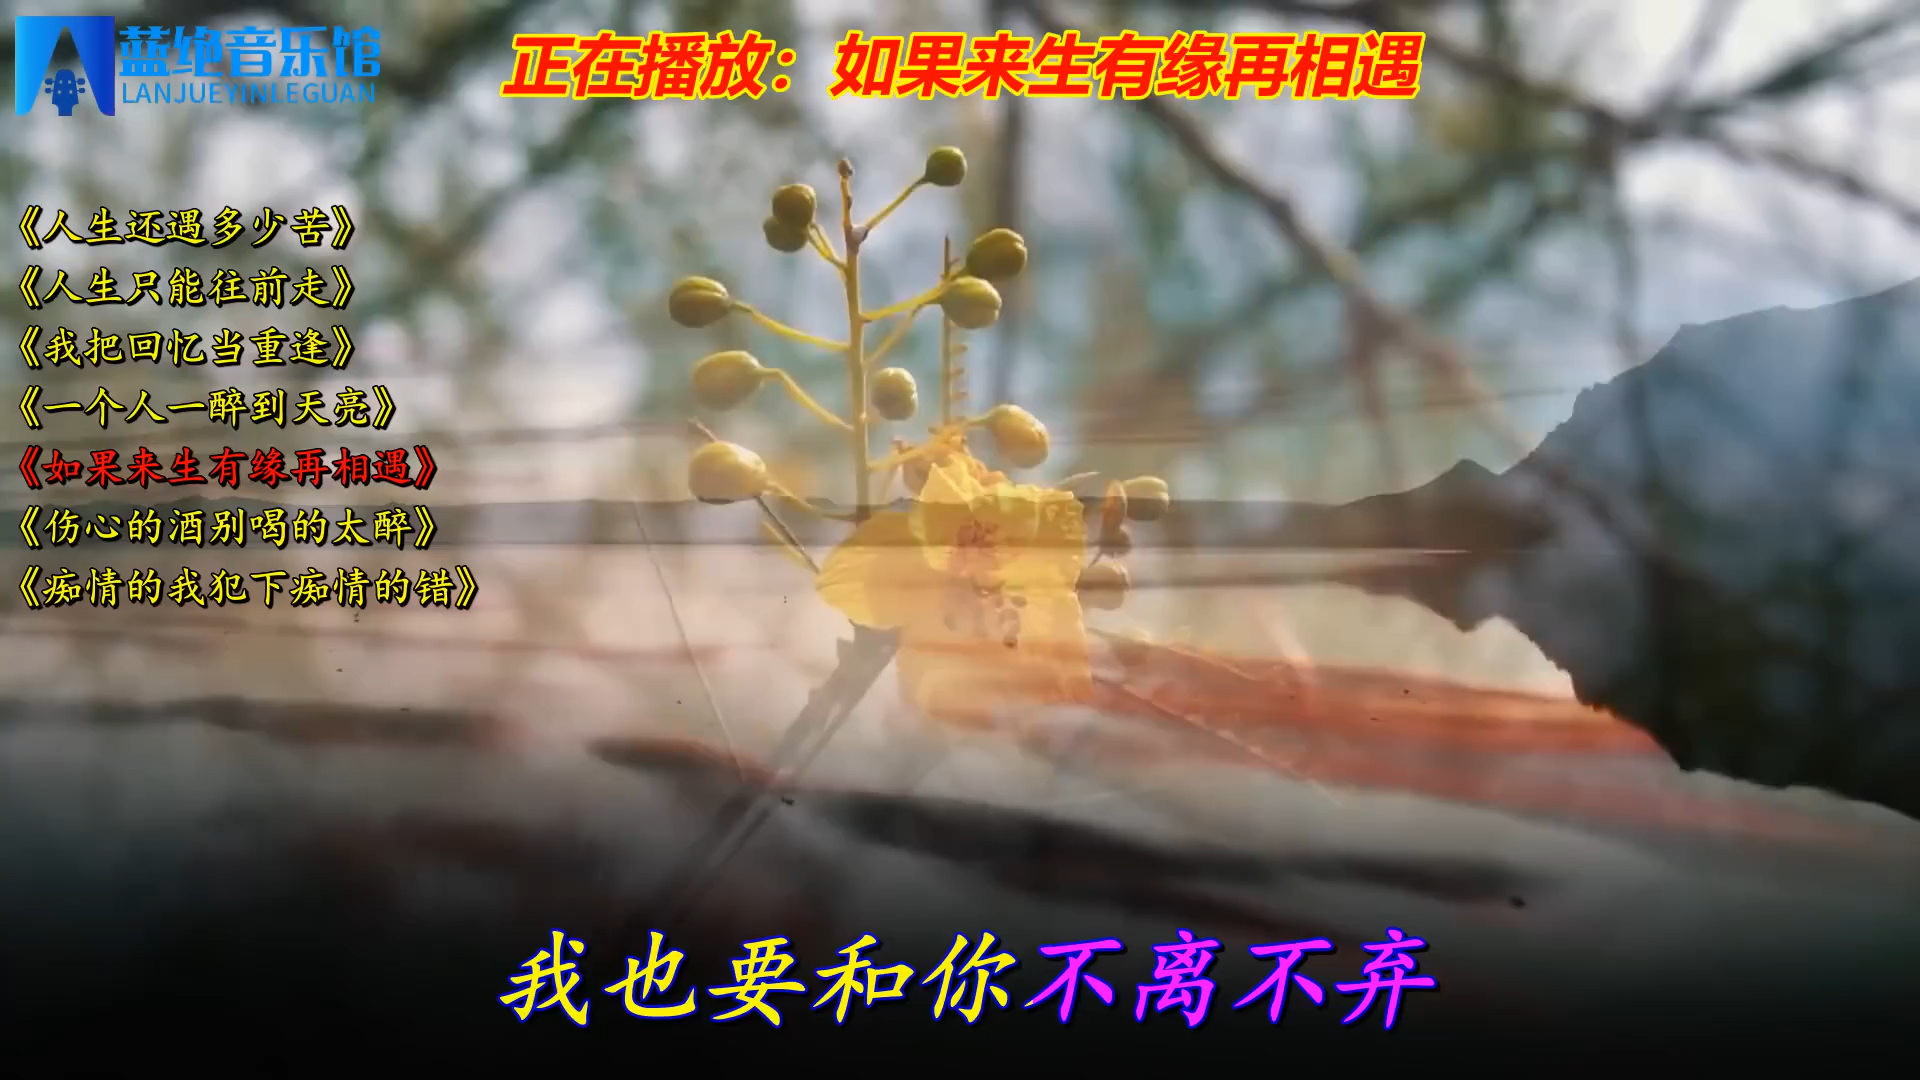 蓝绝音乐馆
LANJUEYINLEGUAN
正在播放：如果来生有缘再相遇
《人生还遇多少苦》
《人生只能往前走》
《我把回忆当重逢》
《一个人一醉到天亮》
《如果来生有缘再相遇》
《伤心的酒别喝的太醉》
《痴情的我犯下痴情的错》
我也要和你不离不弃